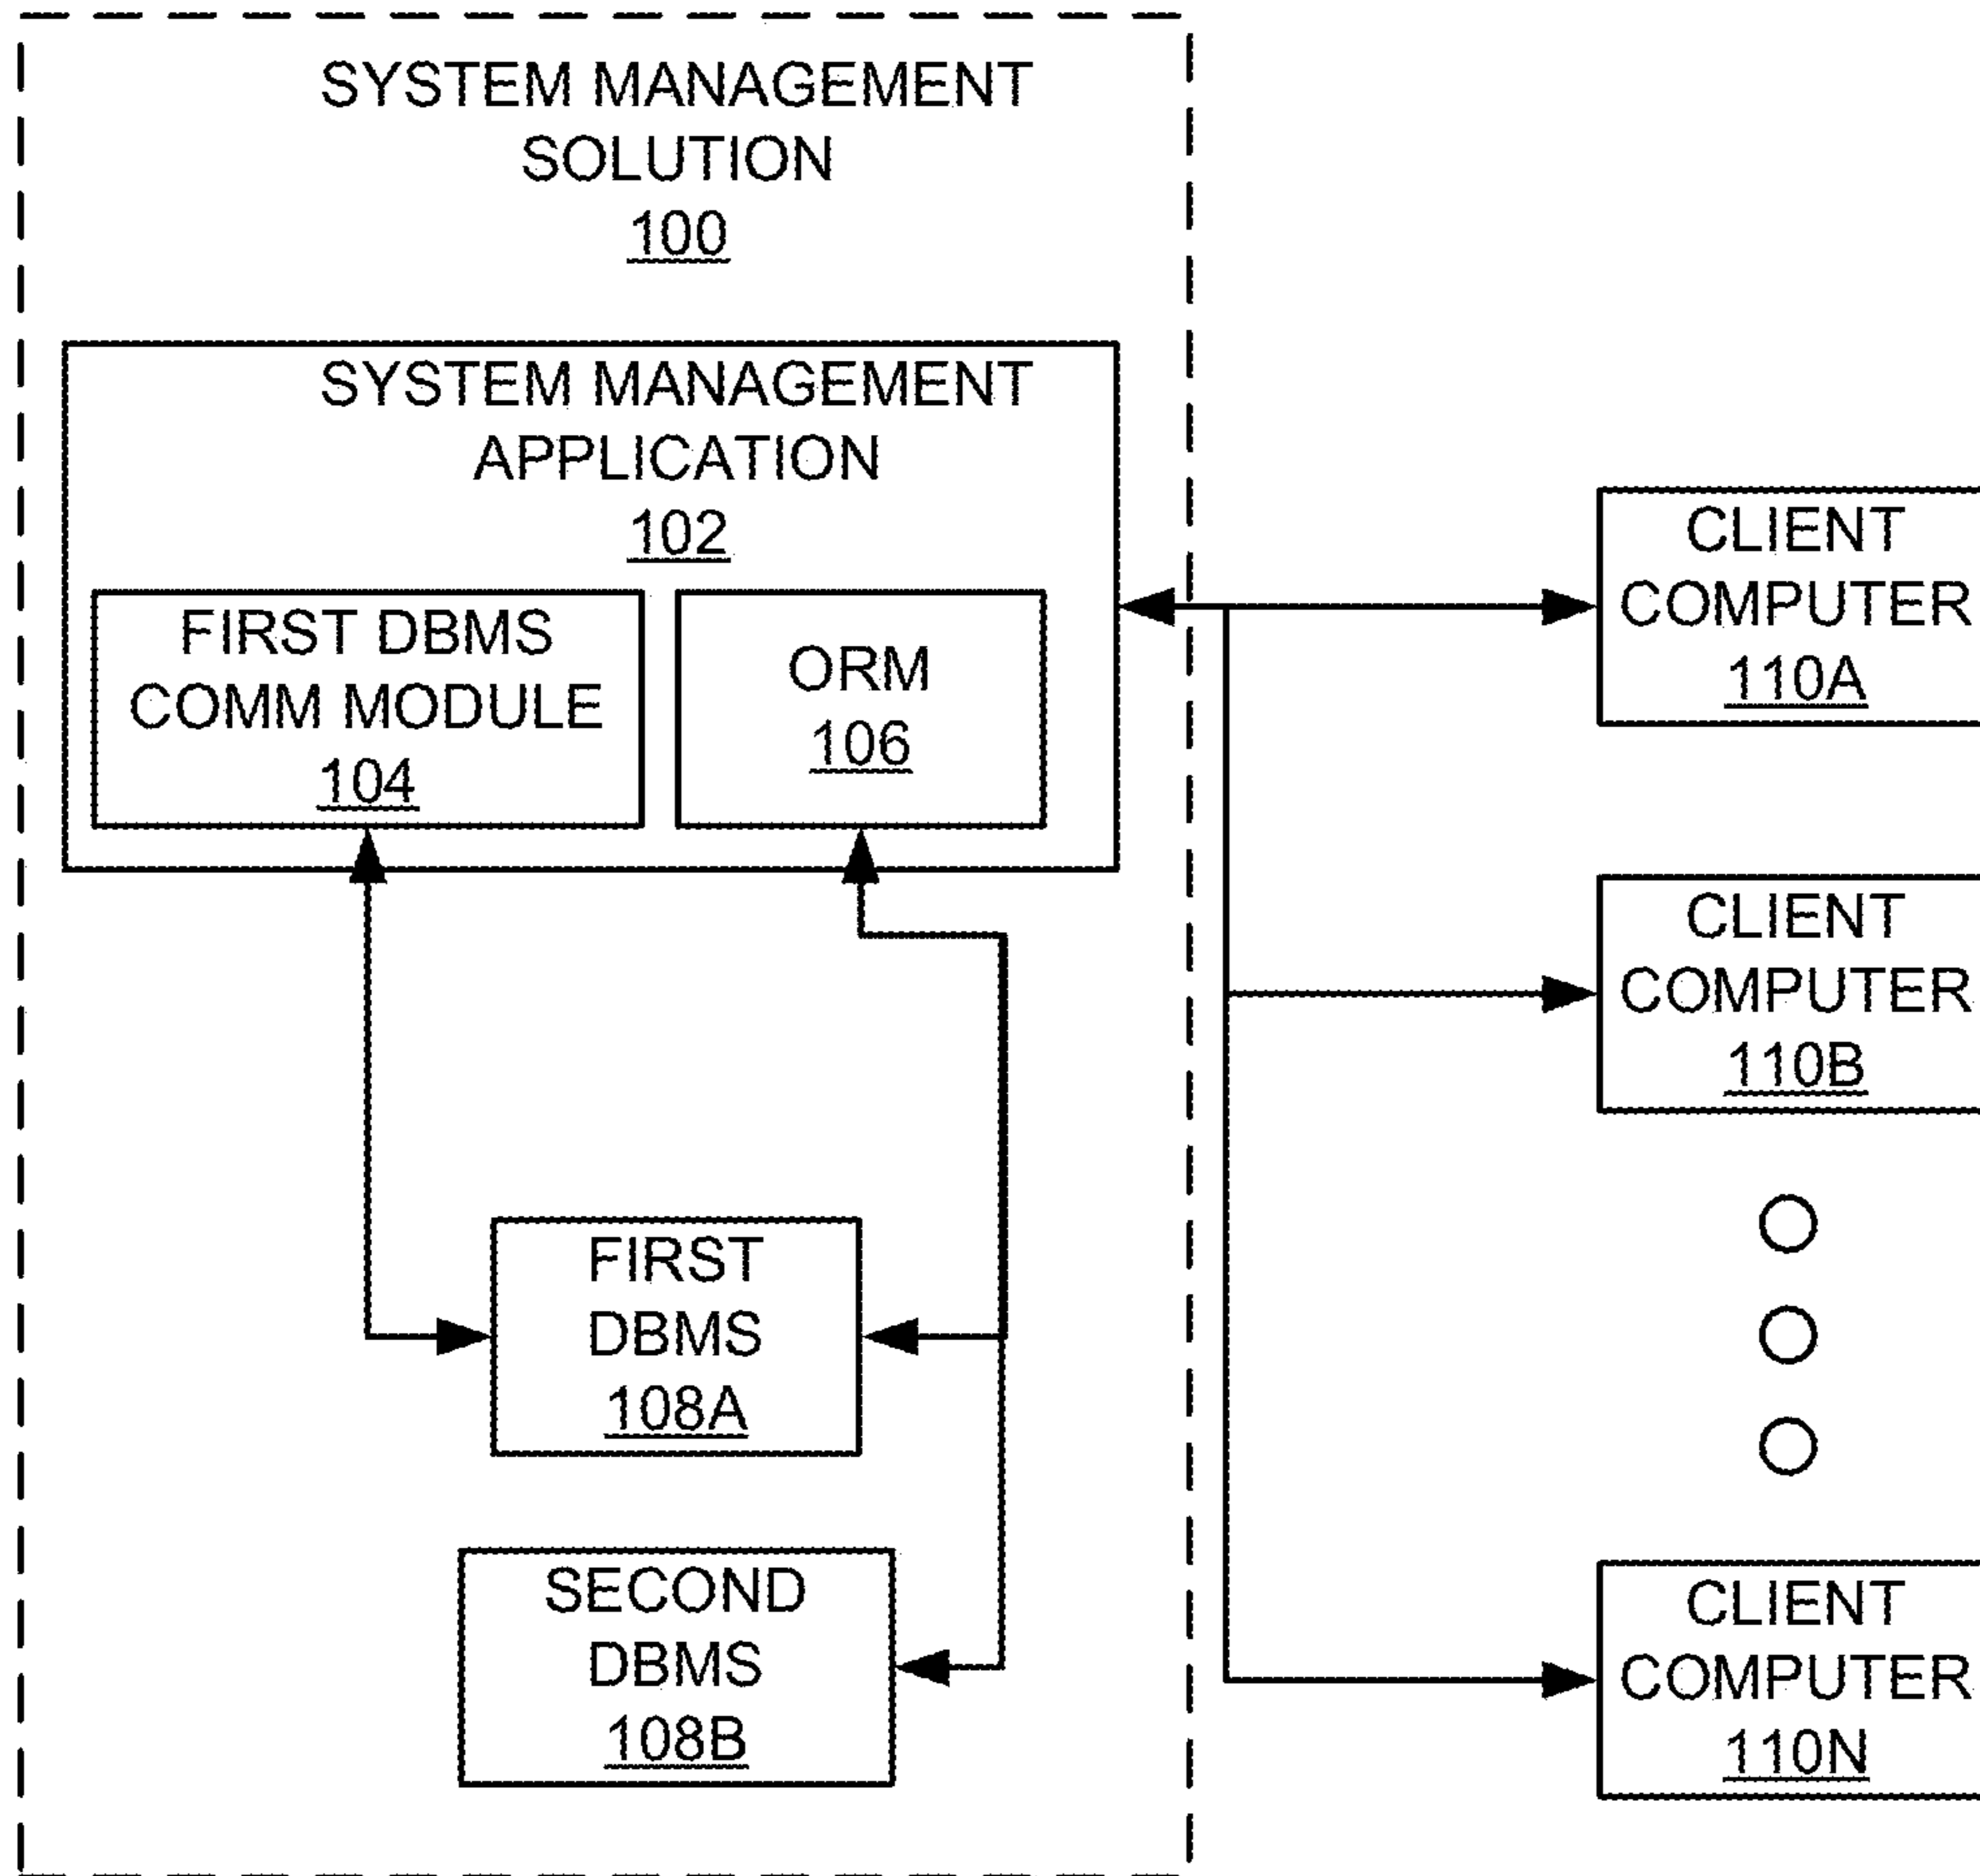 SYSTEM MANAGEMENT
SOLUTION
100
SYSTEM MANAGEMENT
APPLICATION
102
FIRST DBMS
COMM MODULE
104
ORM
106
FIRST
DBMS
108A
SECOND
DBMS
108B
CLIENT
COMPUTER
110A
CLIENT
COMPUTER
110B
CLIENT
COMPUTER
110N